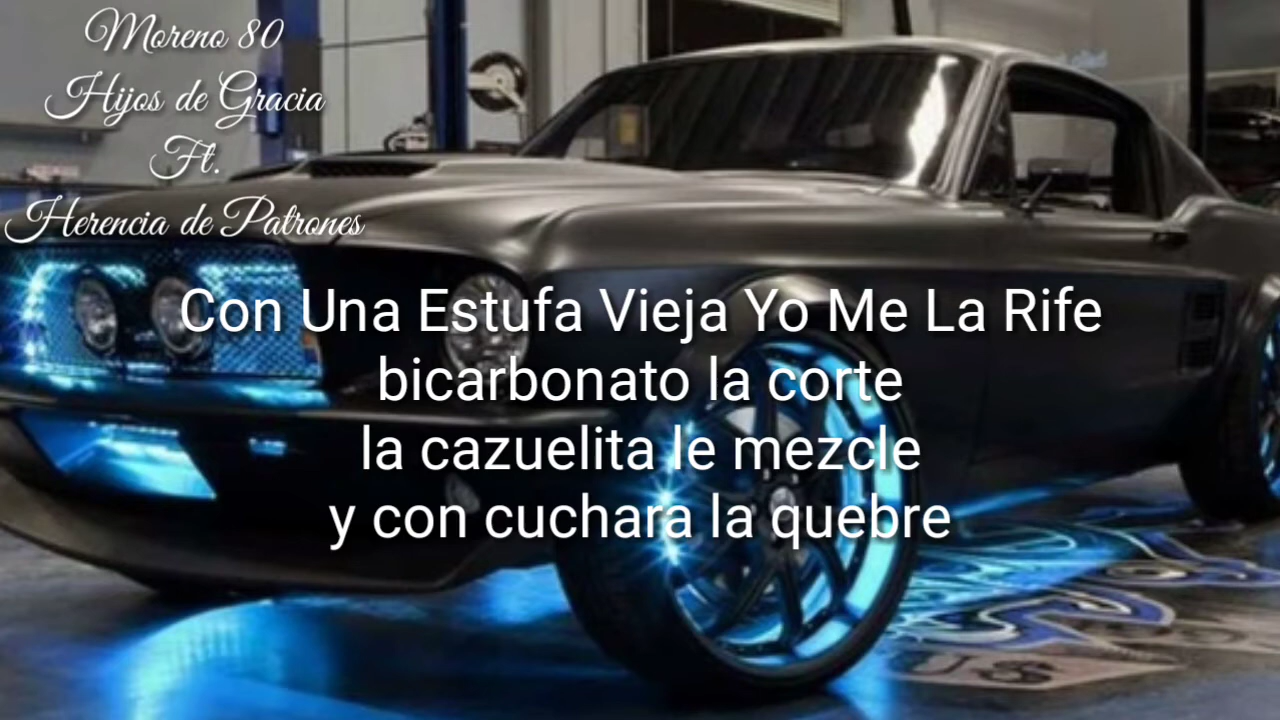 Moreno 80
Hijos de Gracia
Ft.
Herencia de Patrones
Con Una Estufa Vieja Yo Me La Rife
bicarbonato la corte
la cazuelita le mezcle
y con cuchara la quebre